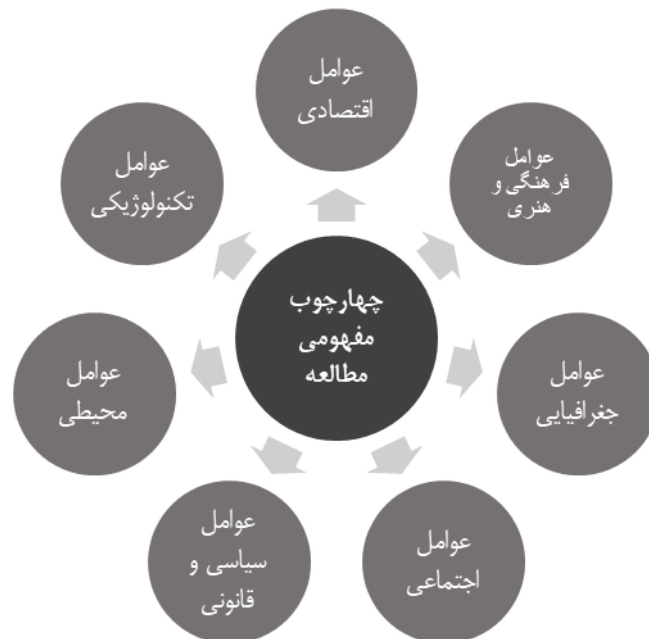 عوامل
اقتصادی
عوامل
فرهنگی و
هنری
عوامل
جغرافیایی
عوامل
اجتماعی
عوامل
سیاسی و
قانونی
عوامل
محیطی
عوامل
تکنولوژیکی
چهارچوب
مفهومی
مطالعه